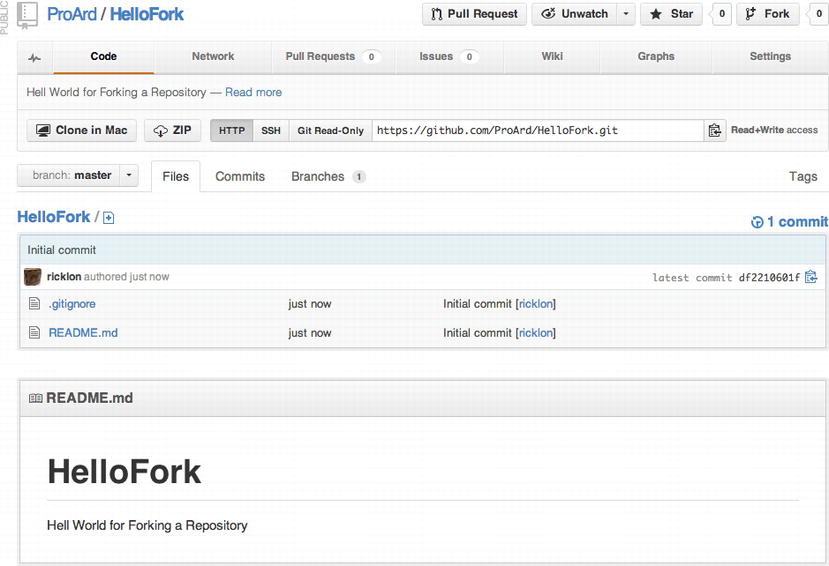 PUBLIC
ProArd / HelloFork
Pull Request Unwatch Star 0 Fork 0
Code Network Pull Requests 0 Issues 0 Wiki Graphs Settings
Hell World for Forking a Repository — Read more
Clone in Mac ZIP HTTP SSH Git Read-Only https://github.com/ProArd/HelloFork.git Read+Write access
branch: master Files Commits Branches 1 Tags
HelloFork /
1 commit
Initial commit
ricklon authored just now latest commit df2210601f
.gitignore just now Initial commit [ricklon]
README.md just now Initial commit [ricklon]
README.md
HelloFork
Hell World for Forking a Repository